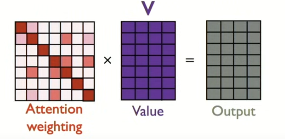 V
× =
Attention Value Output
weighting